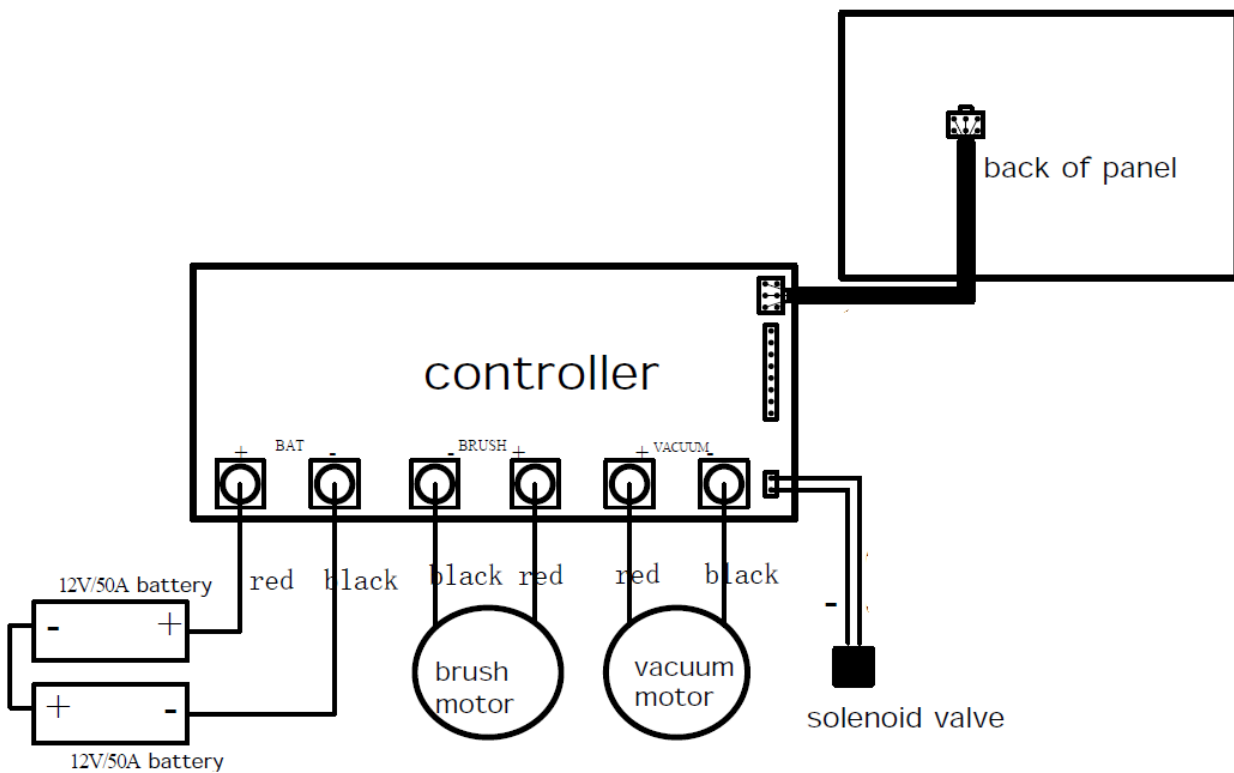 back of panel
controller
+ BAT - - BRUSH + + VACUUM -
red black black red red black
12V/50A battery
- +
-
brush
motor
vacuum
motor
+ -
solenoid valve
12V/50A battery